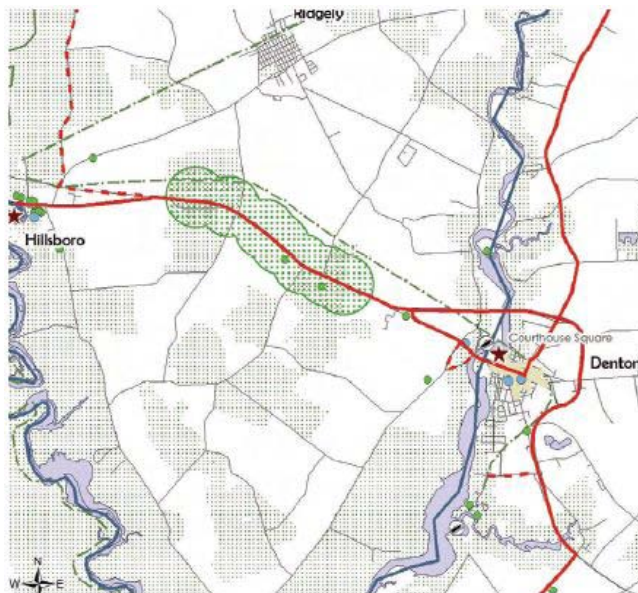 Ridgely
Hillsboro
Courthouse Square
Denton
N
W E